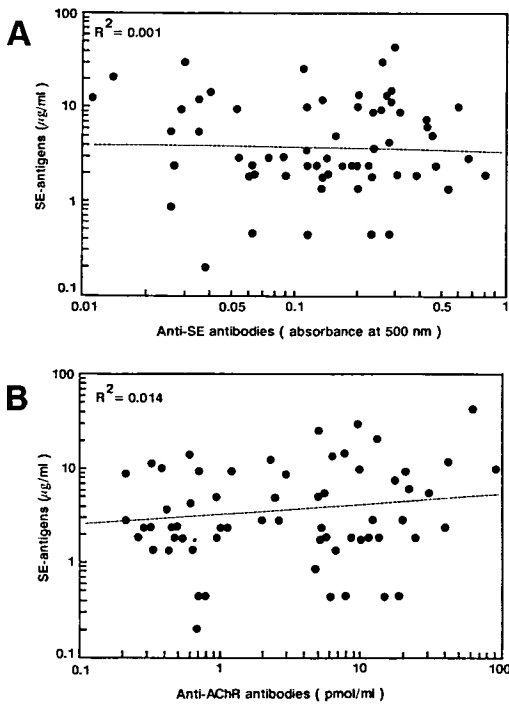 A
R2 = 0.001
SE-antigens (μg/ml)
100
10
1
0.1
0.01 0.05 0.1 0.5 1
Anti-SE antibodies ( absorbance at 500 nm )
B
R2 = 0.014
SE-antigens (μg/ml)
100
10
1
0.1
0.1 1 10 100
Anti-AChR antibodies ( pmol/ml )